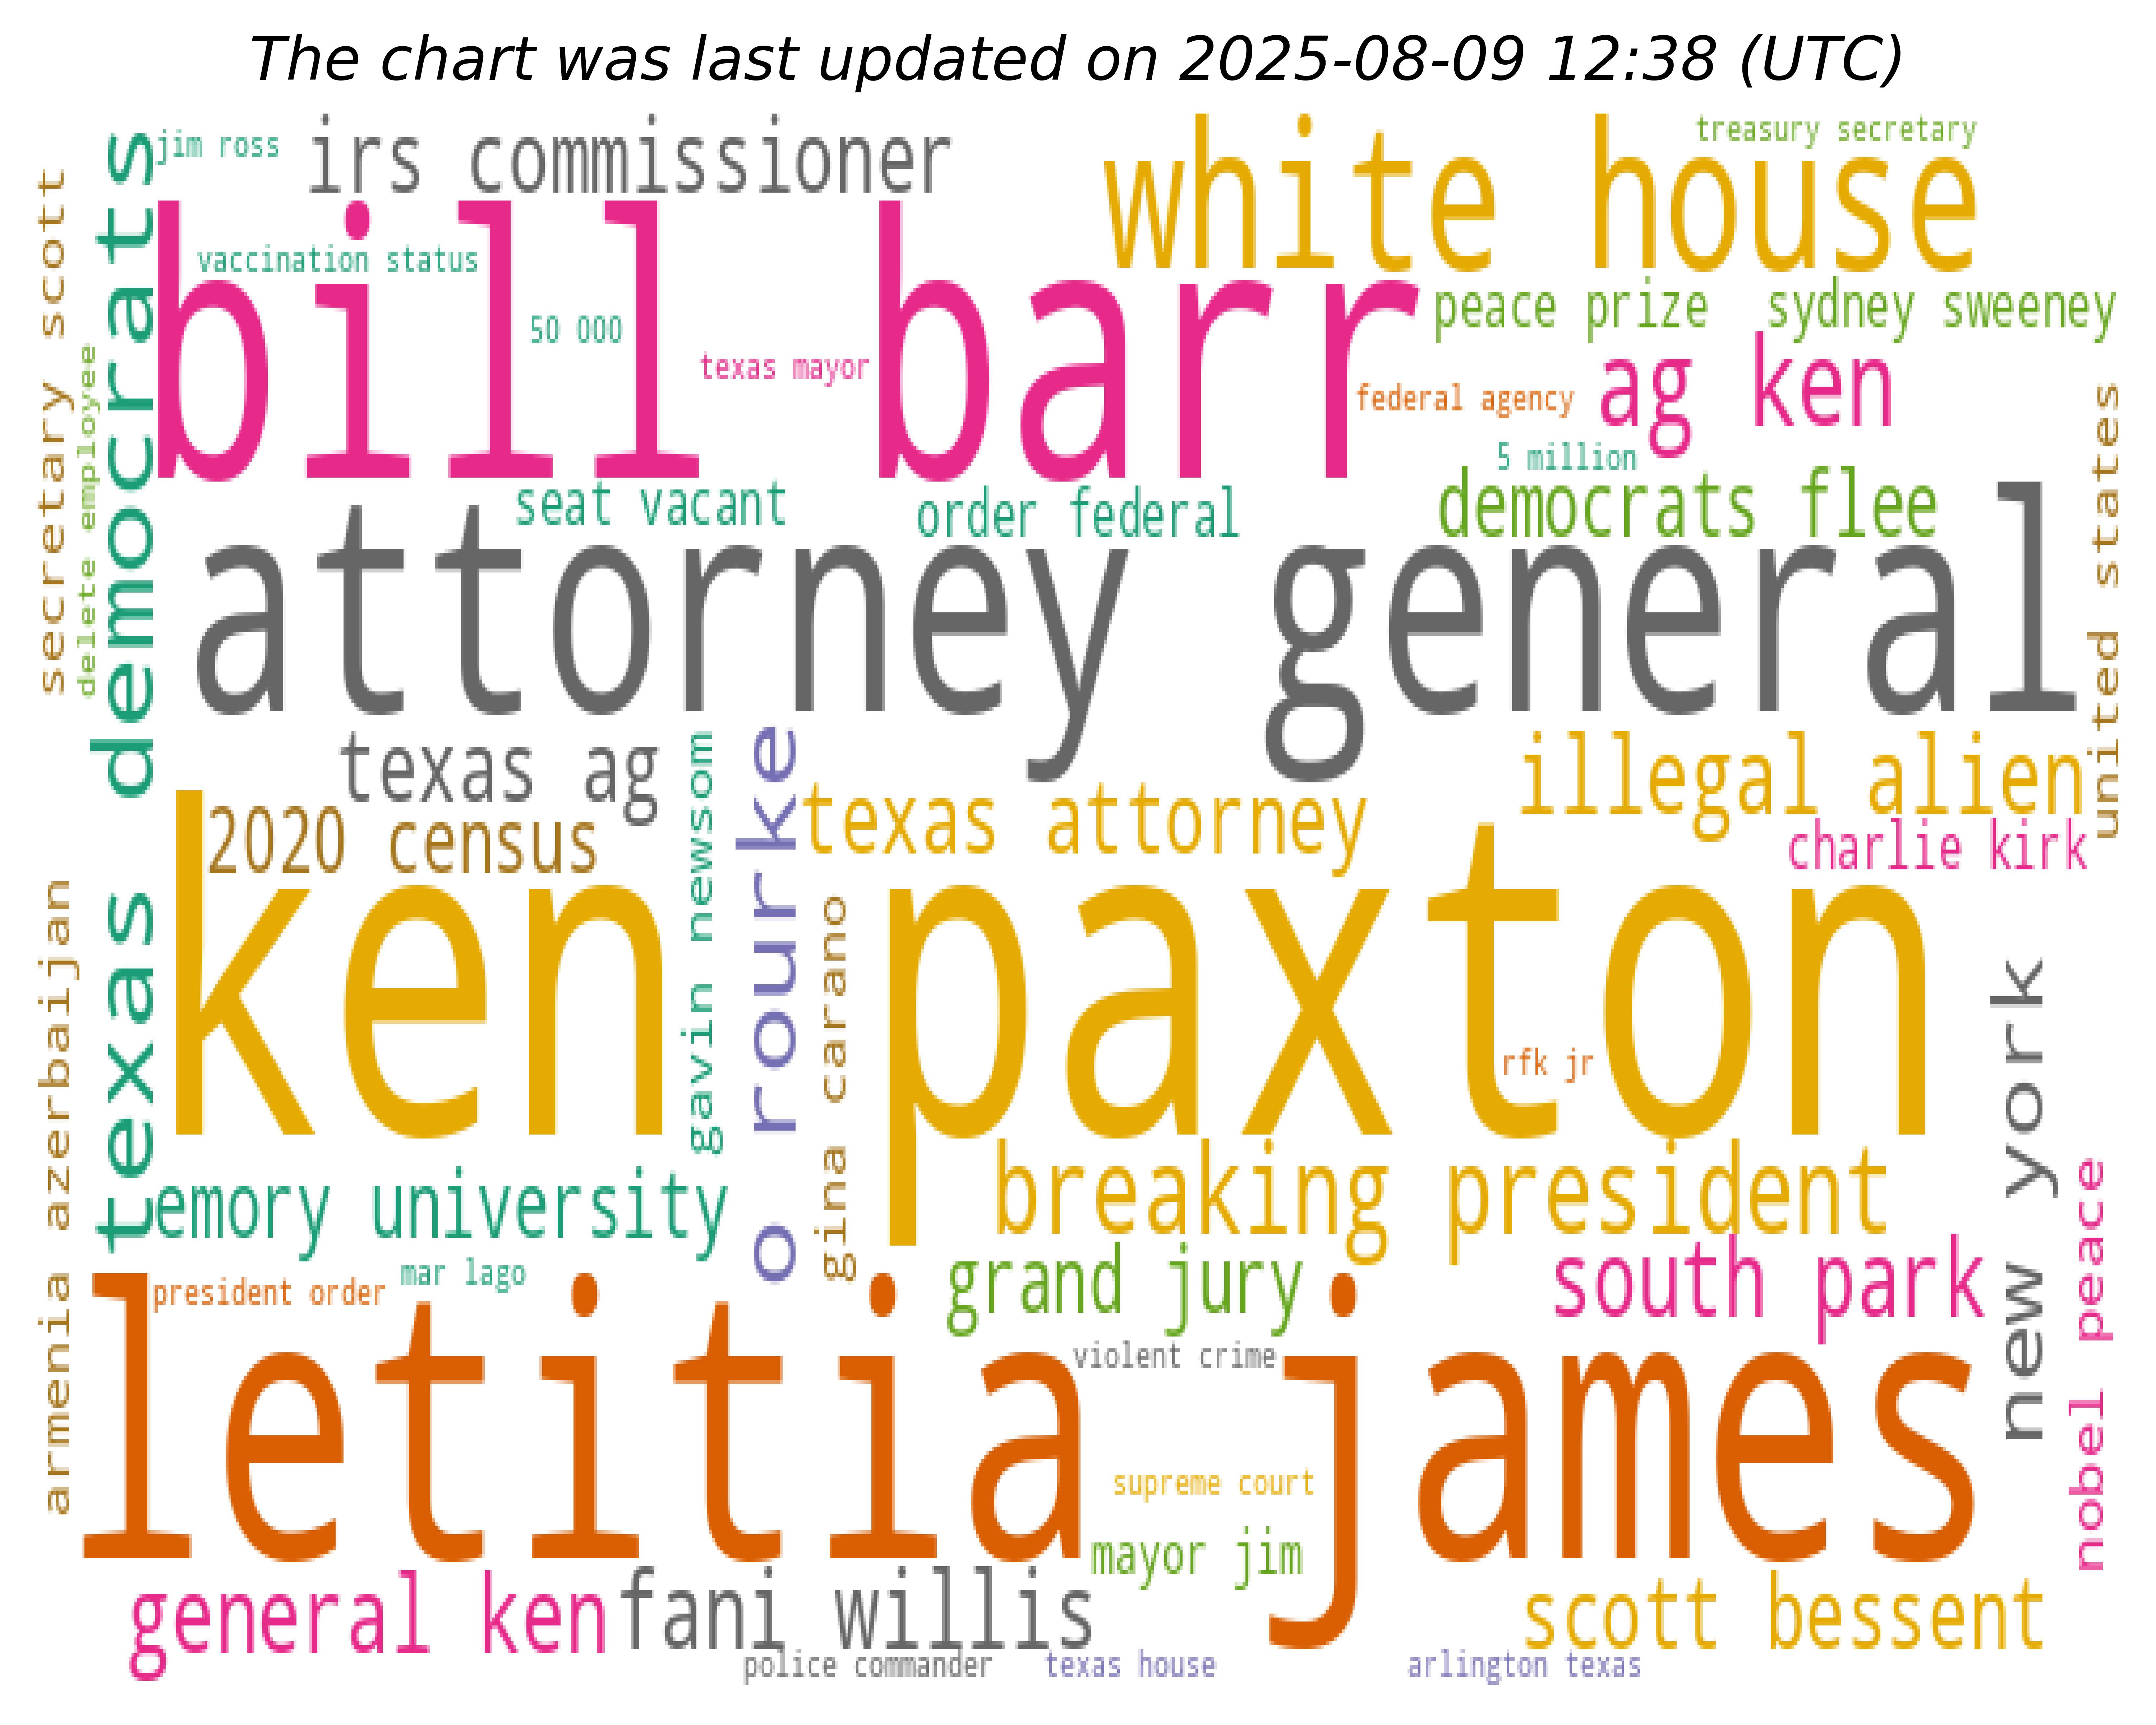 The chart was last updated on 2025-08-09 12:38 (UTC)
jim ross
irs commissioner
white house
treasury secretary
secretary scott
texas democrats
bill barr
vaccination status
50 000
texas mayor
peace prize
sydney sweeney
federal agency
ag ken
delete employee
5 million
united states
seat vacant
order federal
democrats flee
attorney general
texas ag
gavin newsom
o rourke
texas attorney
illegal alien
2020 census
charlie kirk
ken paxton
gina carano
rfk jr
armenia azerbaijan
new york
emory university
breaking president
nobel peace
president order
mar lago
grand jury
south park
letitia james
violent crime
supreme court
mayor jim
general ken
fani willis
scott bessent
police commander
texas house
arlington texas